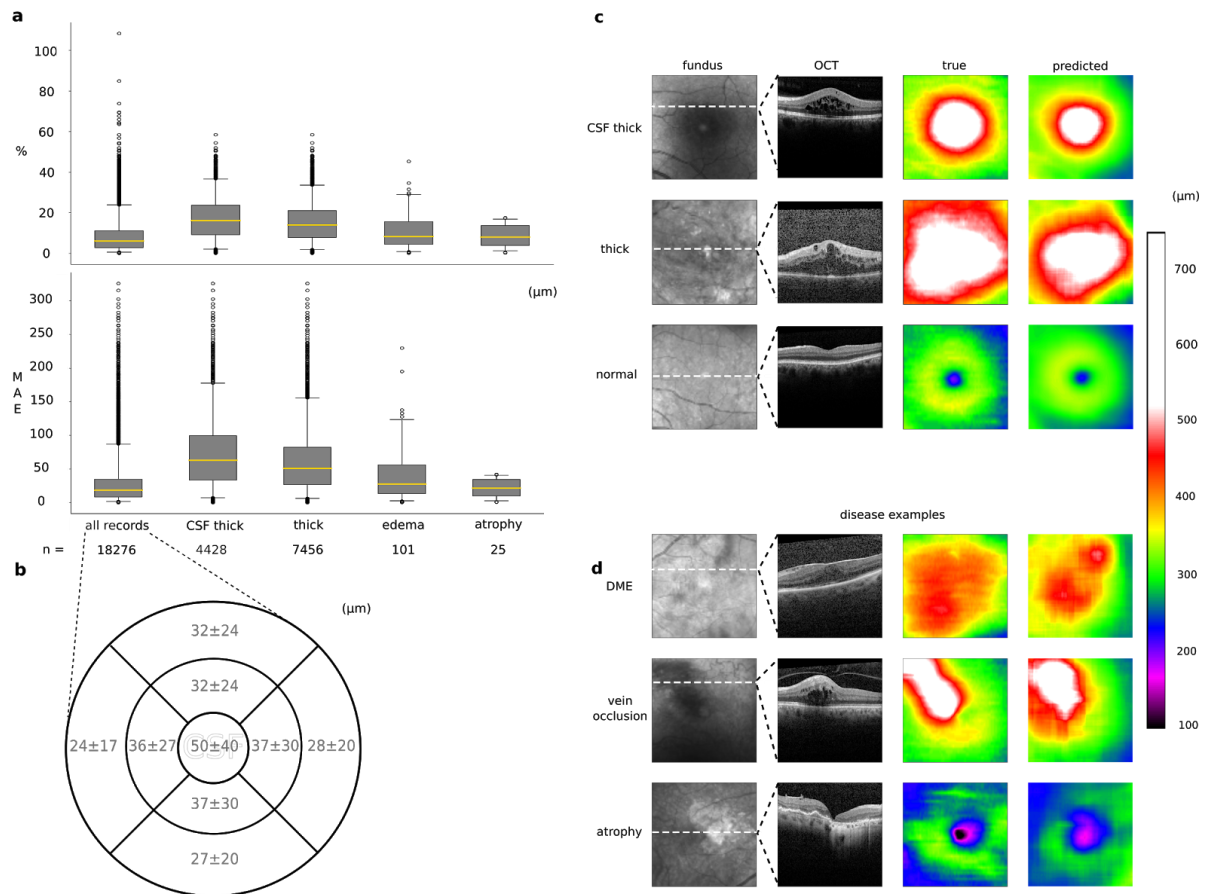 a
100
80
60
%
40
20
0
(μm)
300
250
200
M
A
E
150
100
50
0
all records CSF thick thick edema atrophy
n = 18276 4428 7456 101 25
b
(μm)
32±24
32±24
24±17 36±27 50±40 37±30 28±20
CSF
37±30
27±20
c
fundus OCT true predicted
CSF thick
thick
normal
(μm)
700
600
500
400
300
200
100
disease examples
d
DME
vein
occlusion
atrophy